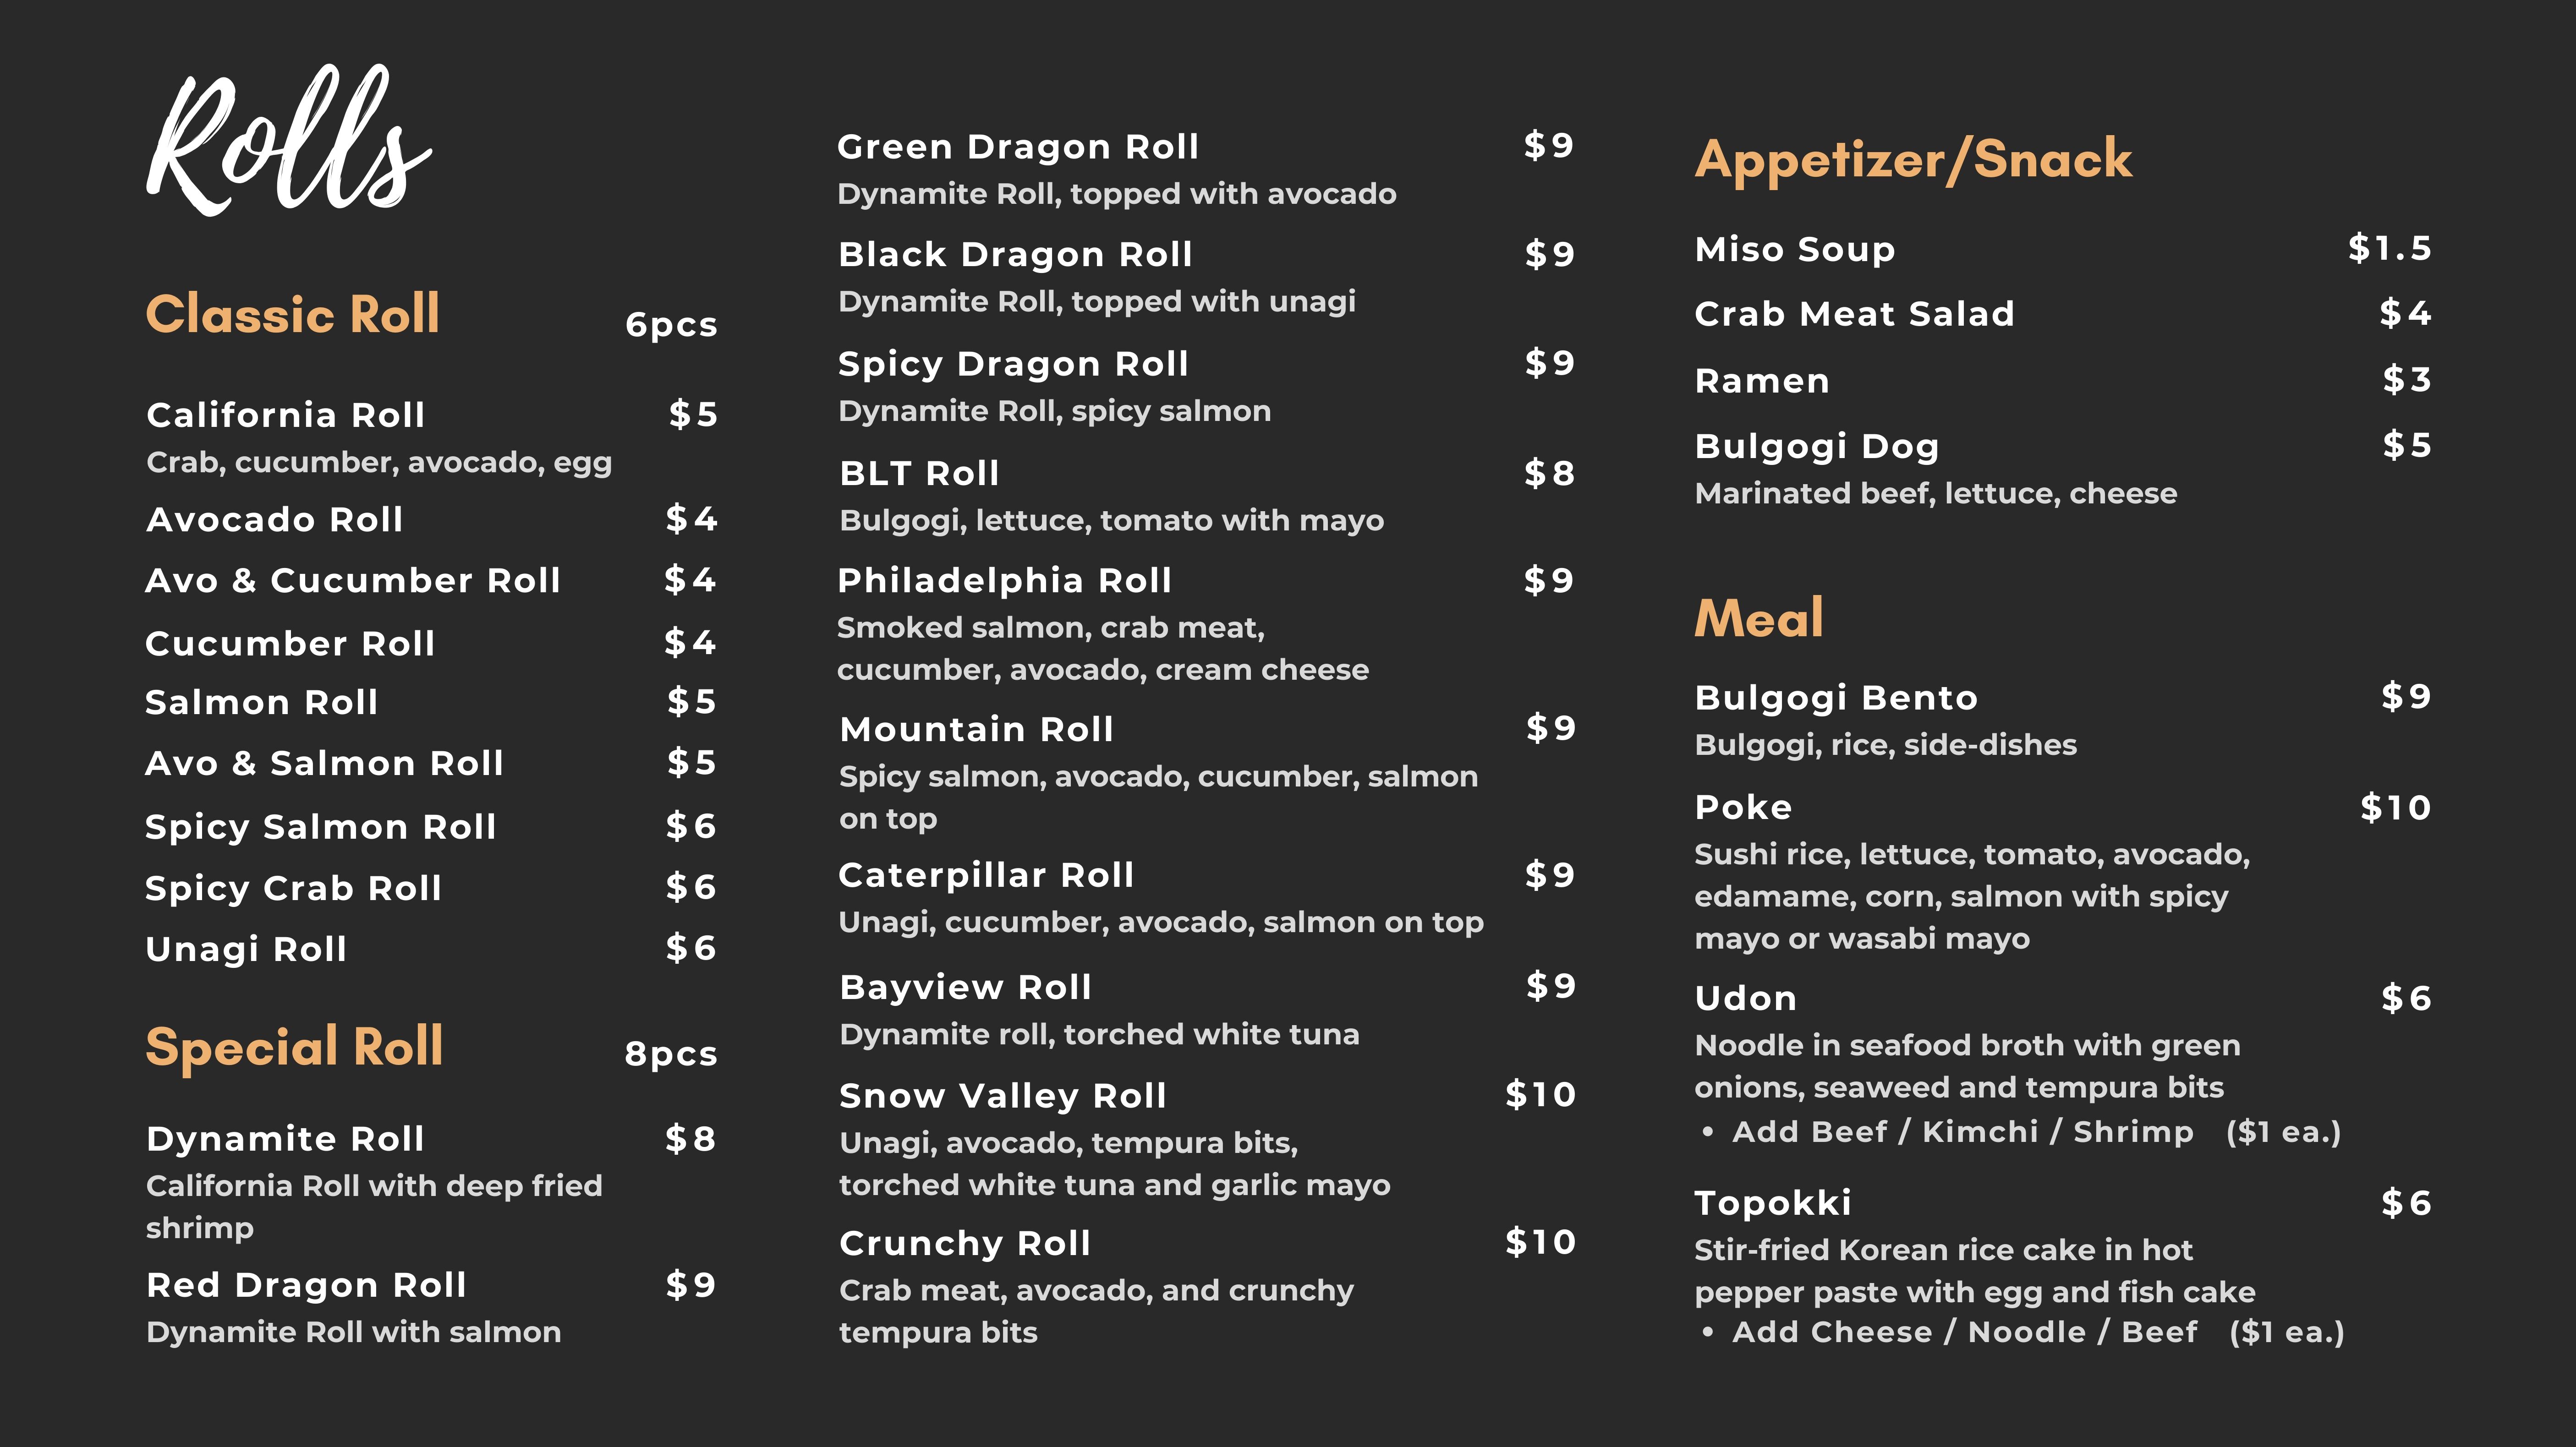 Rolls
Classic Roll 6pcs
California Roll $5
Crab, cucumber, avocado, egg
Avocado Roll $4
Avo & Cucumber Roll $4
Cucumber Roll $4
Salmon Roll $5
Avo & Salmon Roll $5
Spicy Salmon Roll $6
Spicy Crab Roll $6
Unagi Roll $6
Special Roll 8pcs
Dynamite Roll $8
California Roll with deep fried
shrimp
Red Dragon Roll $9
Dynamite Roll with salmon
Green Dragon Roll $9
Dynamite Roll, topped with avocado
Black Dragon Roll $9
Dynamite Roll, topped with unagi
Spicy Dragon Roll $9
Dynamite Roll, spicy salmon
BLT Roll $8
Bulgogi, lettuce, tomato with mayo
Philadelphia Roll $9
Smoked salmon, crab meat,
cucumber, avocado, cream cheese
Mountain Roll $9
Spicy salmon, avocado, cucumber, salmon
on top
Caterpillar Roll $9
Unagi, cucumber, avocado, salmon on top
Bayview Roll $9
Dynamite roll, torched white tuna
Snow Valley Roll $10
Unagi, avocado, tempura bits,
torched white tuna and garlic mayo
Crunchy Roll $10
Crab meat, avocado, and crunchy
tempura bits
Appetizer/Snack
Miso Soup $1.5
Crab Meat Salad $4
Ramen $3
Bulgogi Dog $5
Marinated beef, lettuce, cheese
Meal
Bulgogi Bento $9
Bulgogi, rice, side-dishes
Poke $10
Sushi rice, lettuce, tomato, avocado,
edamame, corn, salmon with spicy
mayo or wasabi mayo
Udon $6
Noodle in seafood broth with green
onions, seaweed and tempura bits
• Add Beef / Kimchi / Shrimp ($1 ea.)
Topokki $6
Stir-fried Korean rice cake in hot
pepper paste with egg and fish cake
• Add Cheese / Noodle / Beef ($1 ea.)